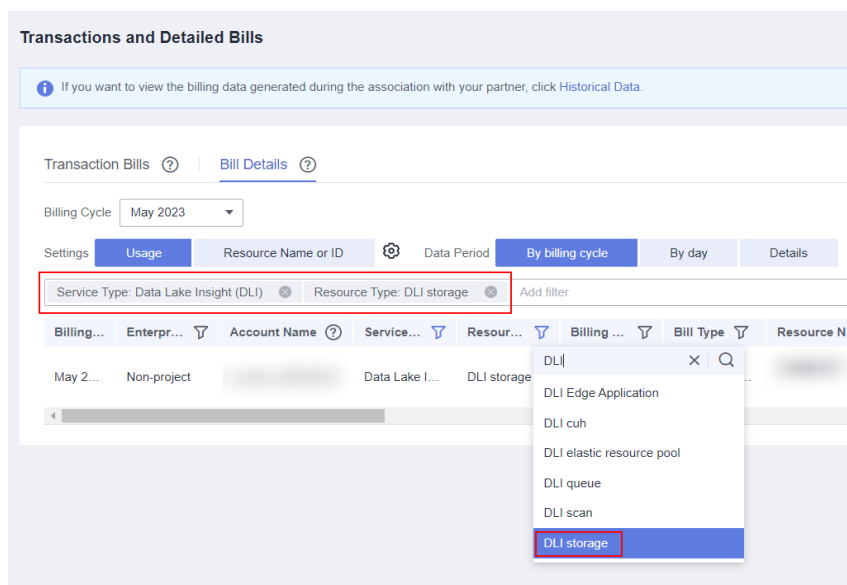 Transactions and Detailed Bills
If you want to view the billing data generated during the association with your partner, click Historical Data.
Transaction Bills Bill Details
Billing Cycle May 2023
Settings Usage Resource Name or ID Data Period By billing cycle By day Details
Service Type: Data Lake Insight (DLI) Resource Type: DLI storage Add filter
Billing... Enterpr... Account Name Service... Resour... Billing ... Bill Type Resource N
DLI
May 2... Non-project Data Lake I... DLI storage
DLI Edge Application
DLI cuh
DLI elastic resource pool
DLI queue
DLI scan
DLI storage